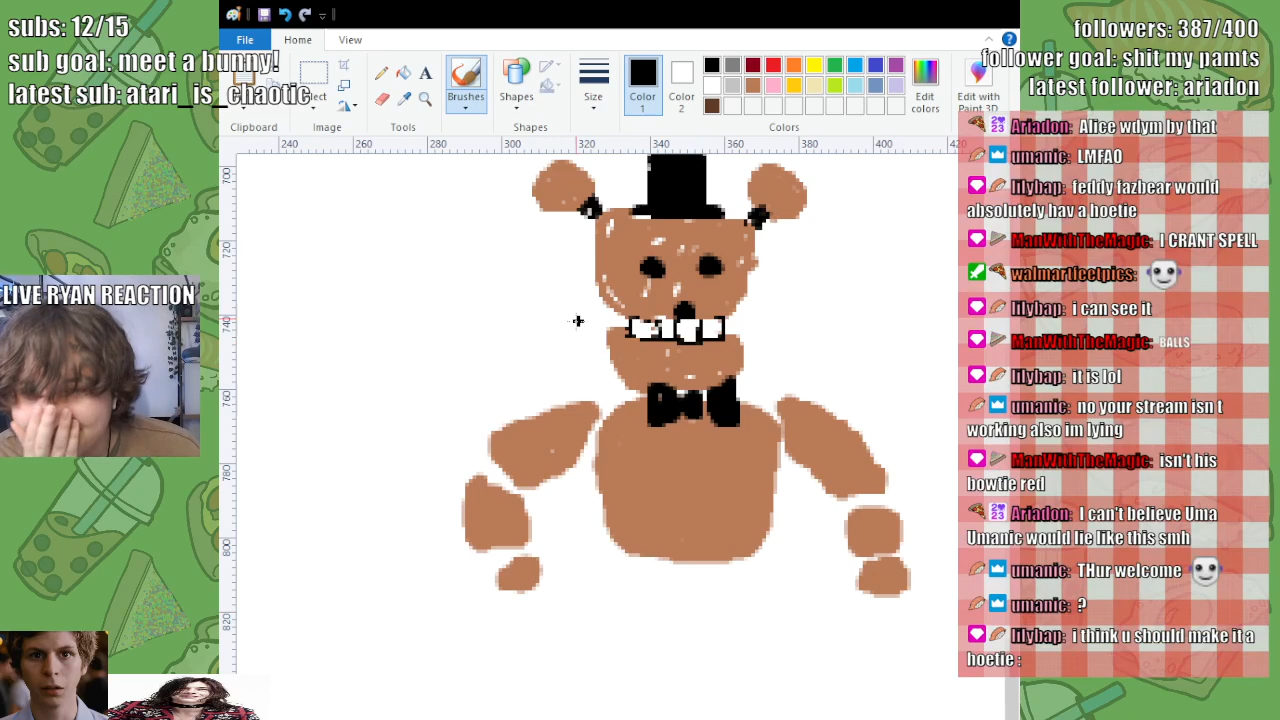 subs: 12/15
sub goal: meet a bunny!
latest sub: atari_is_chaotic
followers: 387/400
follower goal: shit my pamts
latest follower: ariadon
File
Home
View
Brushes
Shapes
Size
Color
1
Color
2
Edit
colors
Edit with
Paint 3D
Clipboard
Image
Tools
Shapes
Colors
240
260
280
300
320
340
360
380
400
420
700
720
740
760
780
800
820
LIVE RYAN REACTION
Ariadon: Alice wdym by that
umanic: LMFAO
lilybap: feddy fazbear would
absolutely hav a hoetie
ManWithTheMagic: I CRANT SPELL
walmartfeetpics:
lilybap: i can see it
ManWithTheMagic: BALLS
lilybap: it is lol
umanic: no your stream isn t
working also im lying
ManWithTheMagic: isn't his
bowtie red
Ariadon: I can't believe Uma
Umanic would lie like this smh
umanic: THur welcome
umanic: ?
lilybap: i think u should make it a
hoetie :